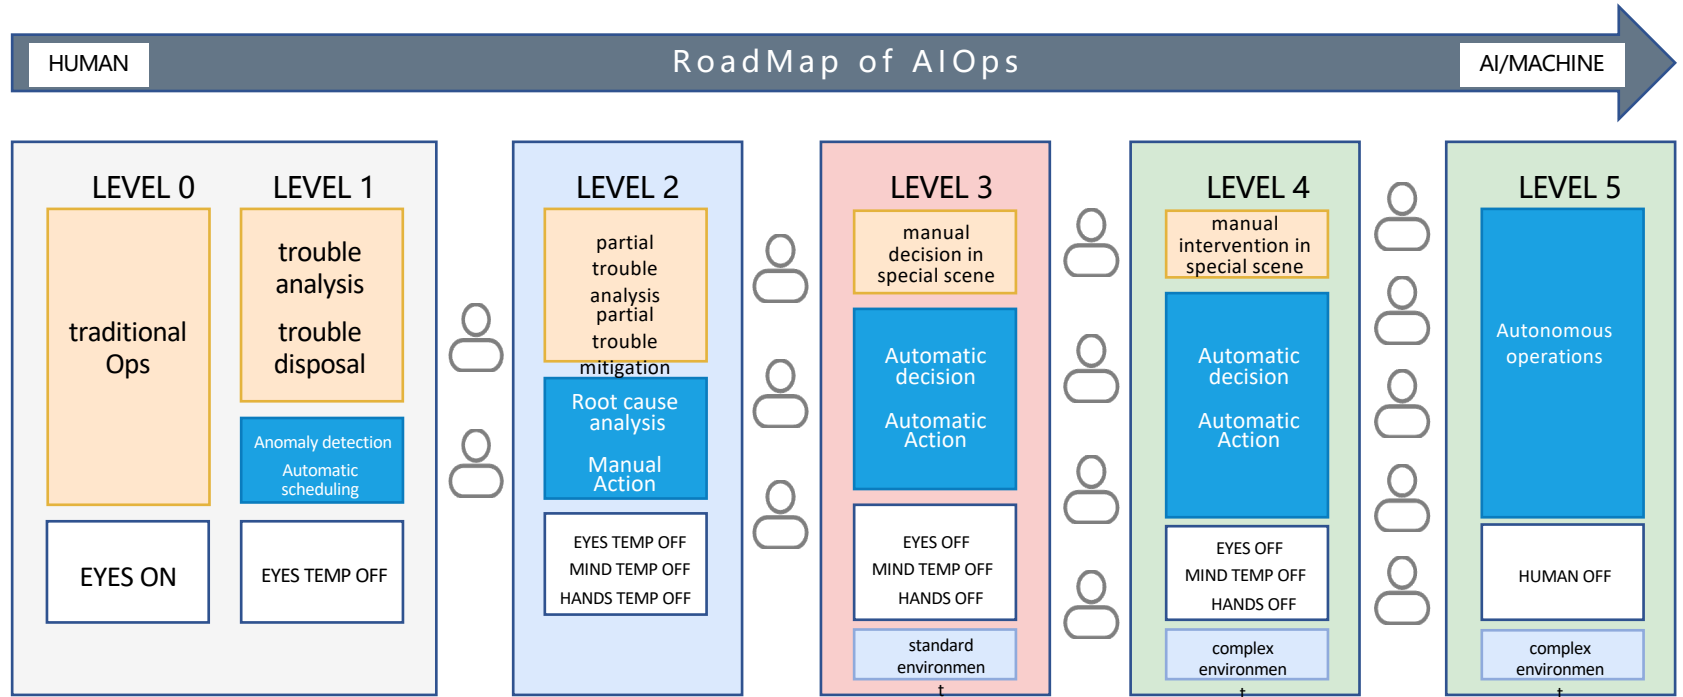 RoadMap of AIOps
HUMAN
AI/MACHINE
LEVEL 0
traditional
Ops
EYES ON
LEVEL 1
trouble
analysis
trouble
disposal
Anomaly detection
Automatic
scheduling
EYES TEMP OFF
LEVEL 2
partial
trouble
analysis
partial
trouble
mitigation
Root cause
analysis
Manual
Action
EYES TEMP OFF
MIND TEMP OFF
HANDS TEMP OFF
LEVEL 3
manual
decision in
special scene
Automatic
decision
Automatic
Action
EYES OFF
MIND TEMP OFF
HANDS OFF
standard
environmen
t
LEVEL 4
manual
intervention in
special scene
Automatic
decision
Automatic
Action
EYES OFF
MIND TEMP OFF
HANDS OFF
complex
environmen
t
LEVEL 5
Autonomous
operations
HUMAN OFF
complex
environmen
t